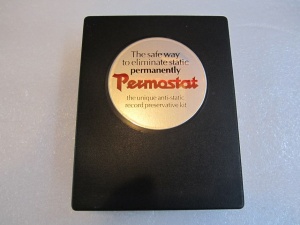 The safe way
to eliminate static
permanently
Permostat
the unique anti-static
record preservative kit